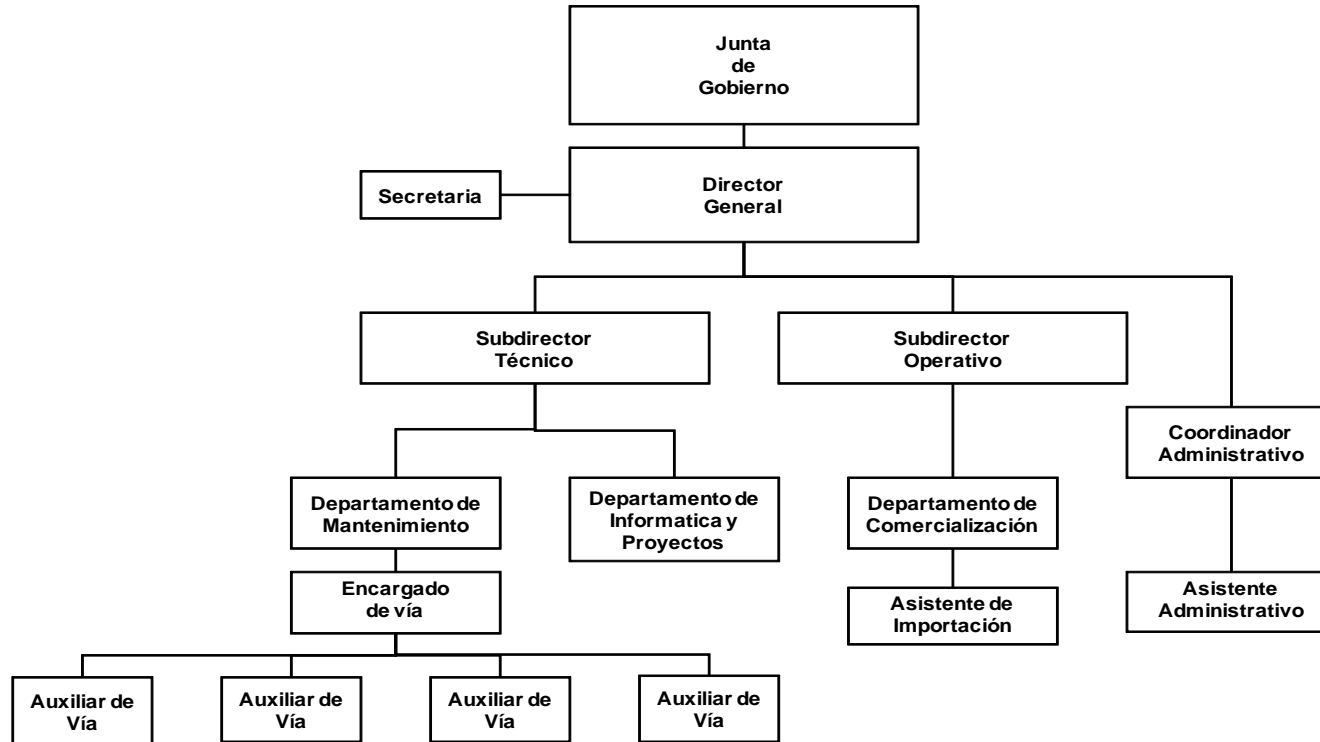 Junta
de
Gobierno
Secretaria
Director
General
Subdirector
Técnico
Subdirector
Operativo
Coordinador
Administrativo
Departamento de
Mantenimiento
Departamento de
Informatica y
Proyectos
Departamento de
Comercialización
Encargado
de vía
Asistente de
Importación
Asistente
Administrativo
Auxiliar de
Vía
Auxiliar de
Vía
Auxiliar de
Vía
Auxiliar de
Vía